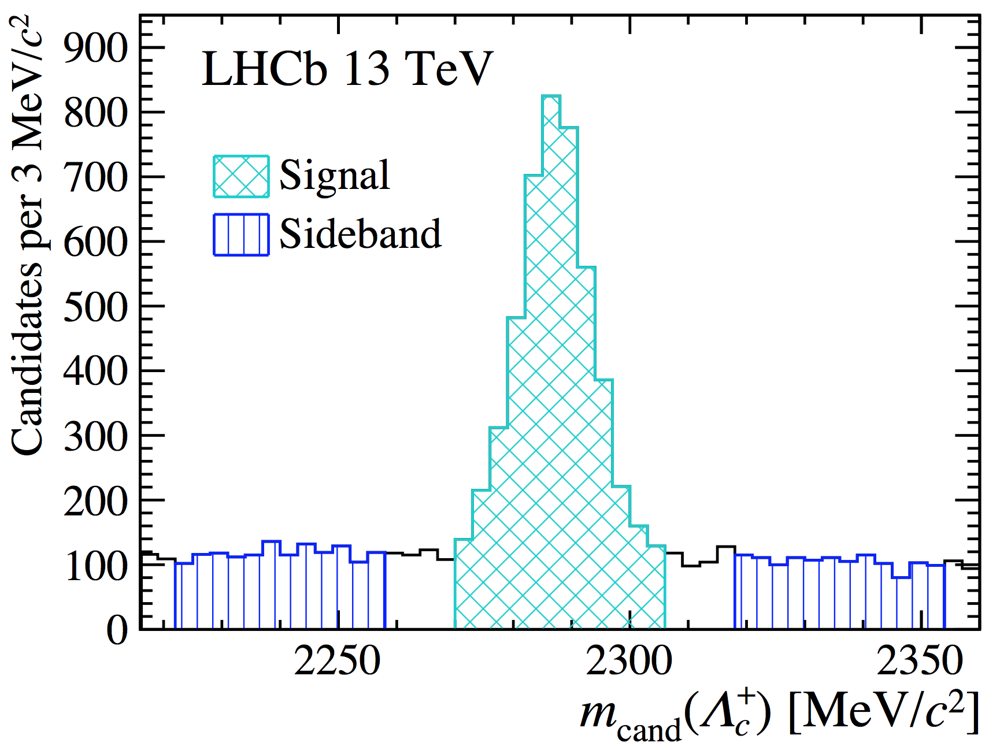 Candidates per 3 MeV/c²
900
800
700
600
500
400
300
200
100
0
LHCb 13 TeV
Signal
Sideband
2250 2300 2350
m_cand(Λ_c^+) [MeV/c²]